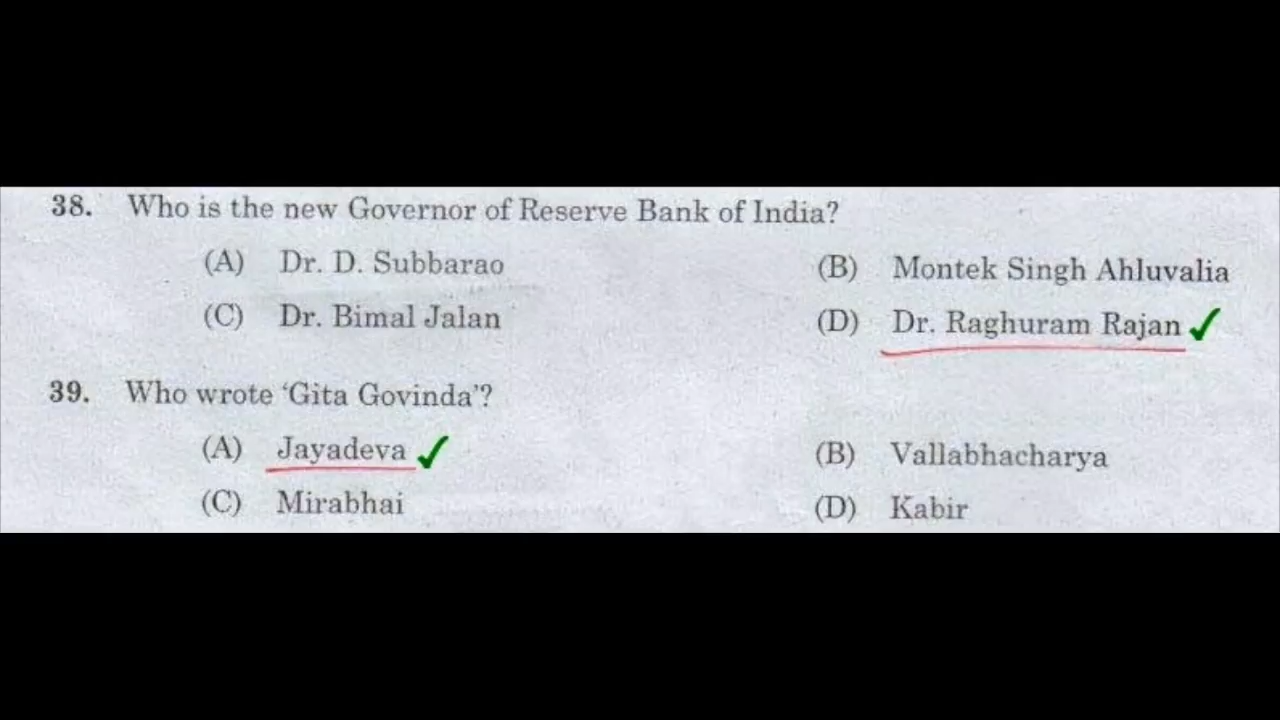 38. Who is the new Governor of Reserve Bank of India?
(A) Dr. D. Subbarao (B) Montek Singh Ahluvalia
(C) Dr. Bimal Jalan (D) Dr. Raghuram Rajan ✓
39. Who wrote ‘Gita Govinda’?
(A) Jayadeva ✓ (B) Vallabhacharya
(C) Mirabhai (D) Kabir